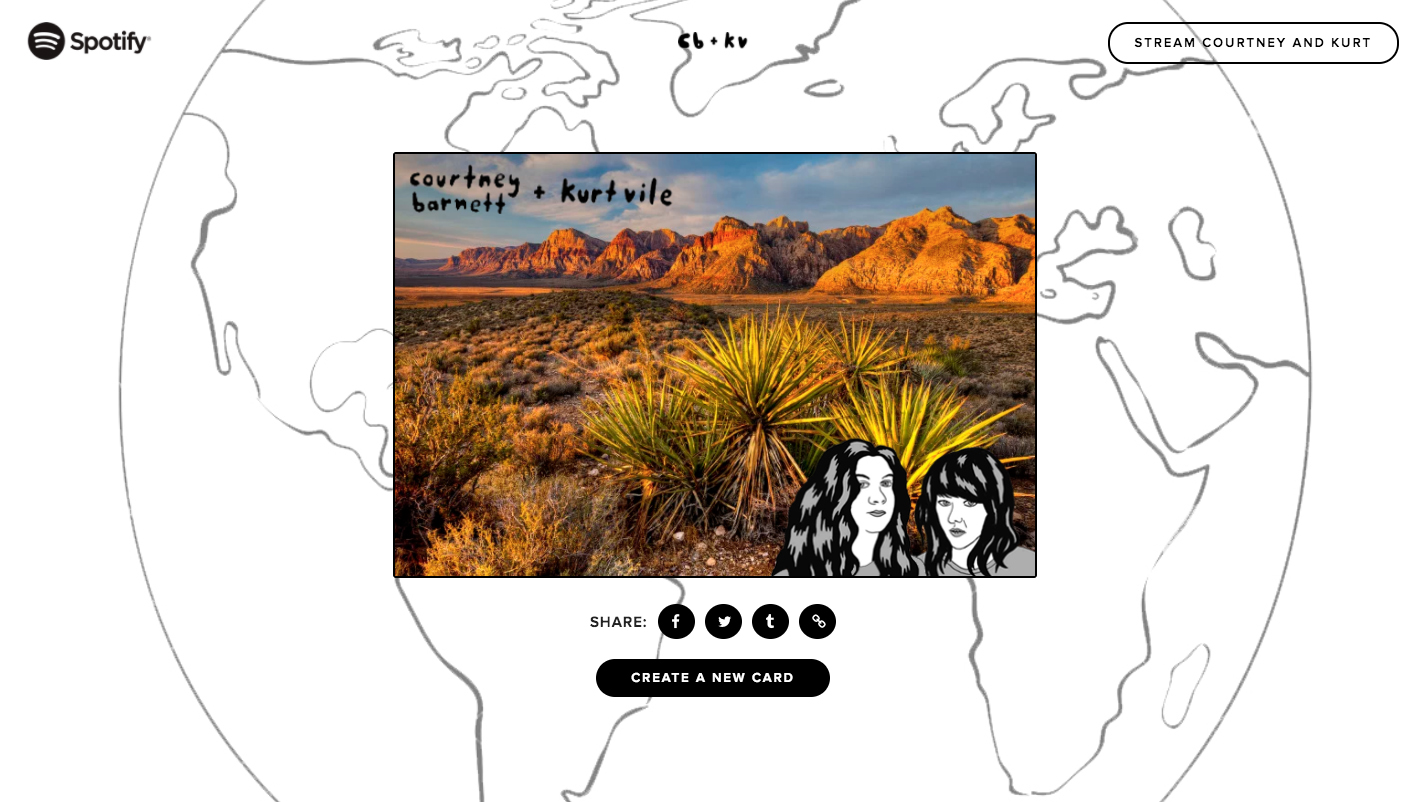 Spotify®
cb + kv
STREAM COURTNEY AND KURT
courtney
barnett + kurt vile
SHARE:
CREATE A NEW CARD